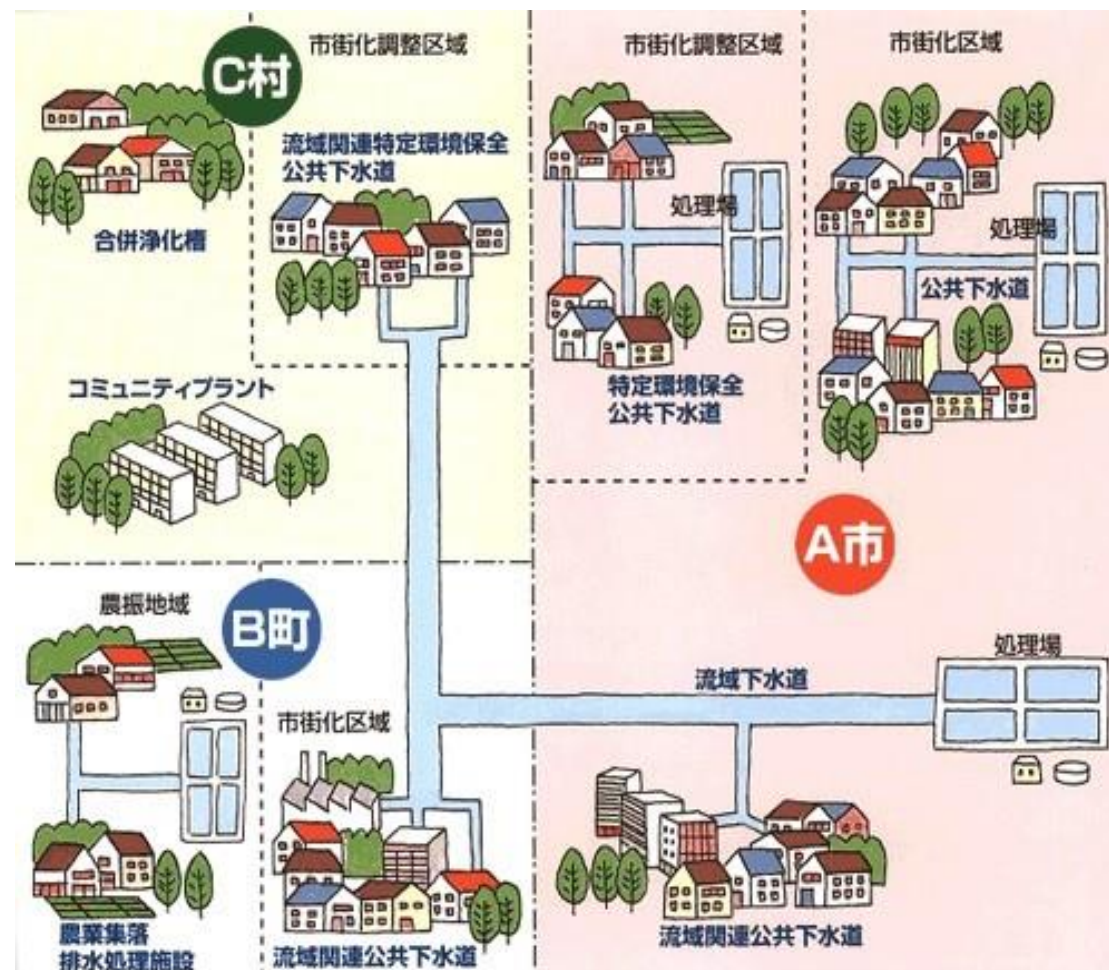 C村
市街化調整区域
流域関連特定環境保全
公共下水道
合併浄化槽
コミュニティプラント
市街化調整区域
処理場
特定環境保全
公共下水道
市街化区域
処理場
公共下水道
A市
B町
農振地域
農業集落
排水処理施設
市街化区域
流域関連公共下水道
流域下水道
処理場
流域関連公共下水道